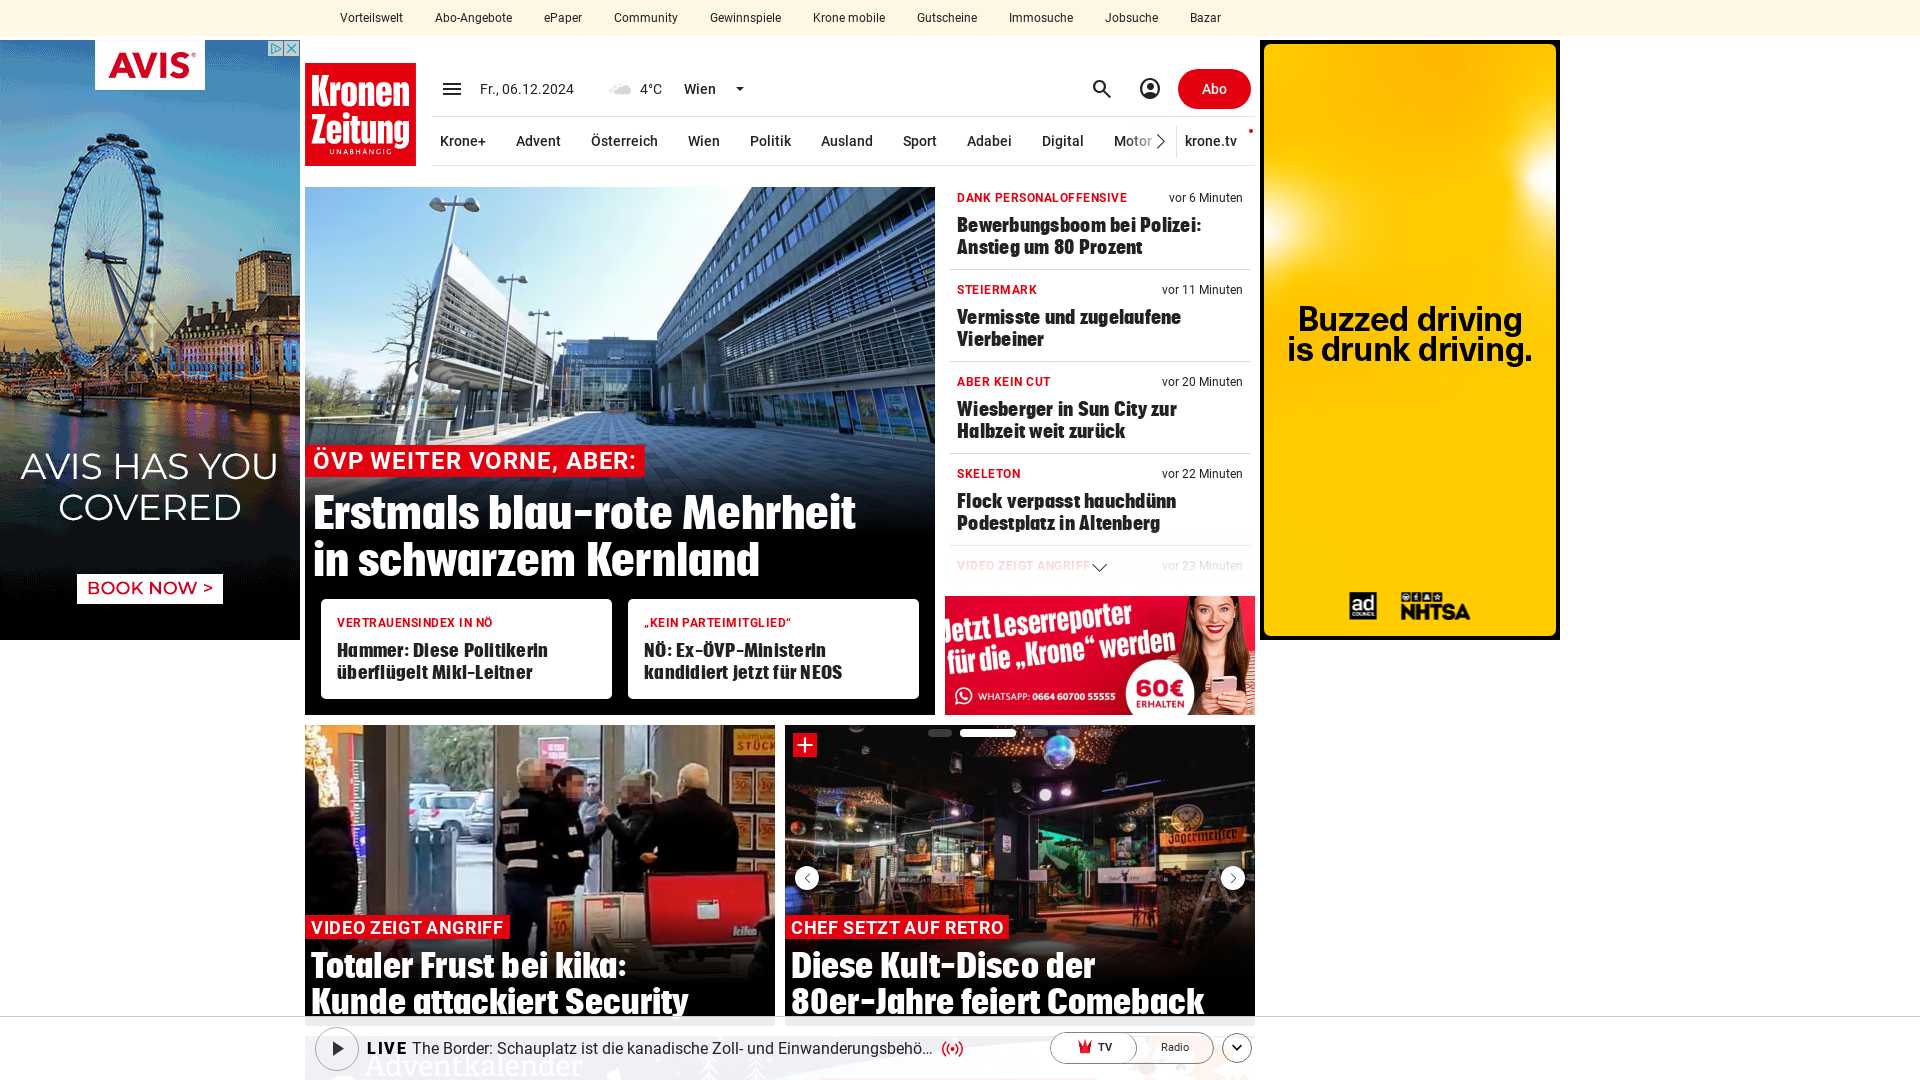 Vorteilswelt Abo-Angebote ePaper Community Gewinnspiele Krone mobile Gutscheine Immosuche Jobsuche Bazar
AVIS
Kronen
Zeitung
UNABHÄNGIG
Fr., 06.12.2024 4°C Wien Abo
Krone+ Advent Österreich Wien Politik Ausland Sport Adabei Digital Motor krone.tv
AVIS HAS YOU
COVERED
BOOK NOW >
ÖVP WEITER VORNE, ABER:
Erstmals blau-rote Mehrheit
in schwarzem Kernland
VERTRAUENSINDEX IN NÖ
Hammer: Diese Politikerin
überflügelt Mikl-Leitner
„KEIN PARTEIMITGLIED“
NÖ: Ex-ÖVP-Ministerin
kandidiert jetzt für NEOS
DANK PERSONALOFFENSIVE vor 6 Minuten
Bewerbungsboom bei Polizei:
Anstieg um 80 Prozent
STEIERMARK vor 11 Minuten
Vermisste und zugelaufene
Vierbeiner
ABER KEIN CUT vor 20 Minuten
Wiesberger in Sun City zur
Halbzeit weit zurück
SKELETON vor 22 Minuten
Flock verpasst hauchdünn
Podestplatz in Altenberg
VIDEO ZEIGT ANGRIFF vor 23 Minuten
Jetzt Leserreporter
für die „Krone“ werden
WHATSAPP: 0664 60700 55555
60€
ERHALTEN
Buzzed driving
is drunk driving.
ad
COUNCIL
NHTSA
STÜCK
leiner
VIDEO ZEIGT ANGRIFF
Totaler Frust bei kika:
Kunde attackiert Security
Jägermeister
CHEF SETZT AUF RETRO
Diese Kult-Disco der
80er-Jahre feiert Comeback
LIVE The Border: Schauplatz ist die kanadische Zoll- und Einwanderungsbehö...
TV Radio
Adventkalender